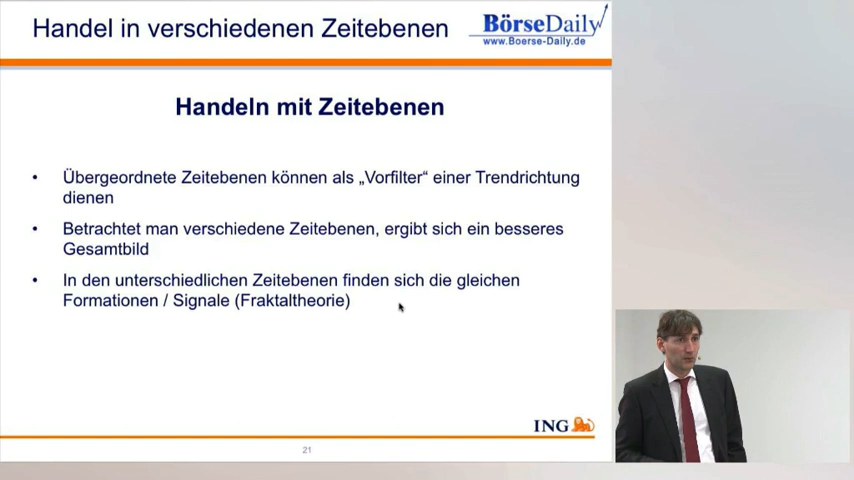 Handel in verschiedenen Zeitebenen
BörseDaily
www.Boerse-Daily.de
Handeln mit Zeitebenen
• Übergeordnete Zeitebenen können als „Vorfilter“ einer Trendrichtung
dienen
• Betrachtet man verschiedene Zeitebenen, ergibt sich ein besseres
Gesamtbild
• In den unterschiedlichen Zeitebenen finden sich die gleichen
Formationen / Signale (Fraktaltheorie)
ING
21